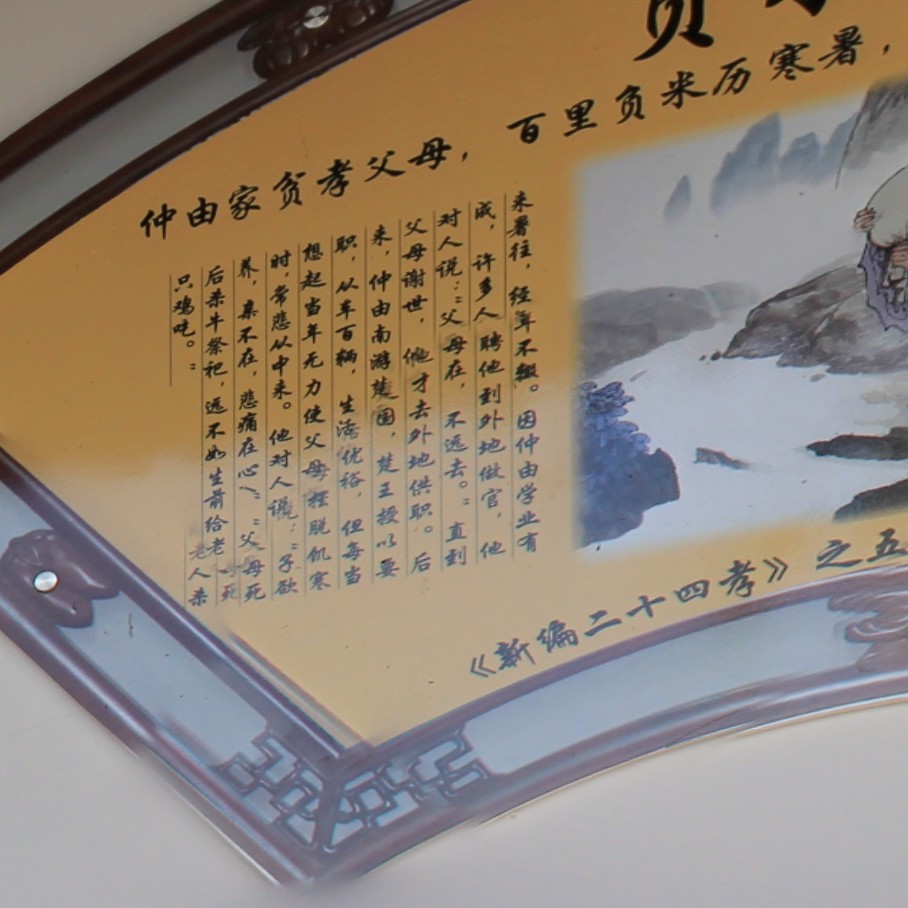 负
仲由家贫孝父母，百里负米历寒暑，
来暑往，经年不辍。因仲由学业有
成，许多人聘他到外地做官，他
对人说：“父母在，不远去。”直到
父母谢世，他才去外地供职。后
来，仲由南游楚国，楚王授以要
职，从车百辆，生活优裕，但每当
想起当年无力使父母摆脱饥寒
时，常悲从中来。他对人说：“子欲
养，亲不在，悲痛在心”“父母死
后杀牛祭祀，远不如生前给老
人杀
只鸡吃。”
《新编二十四孝》之五